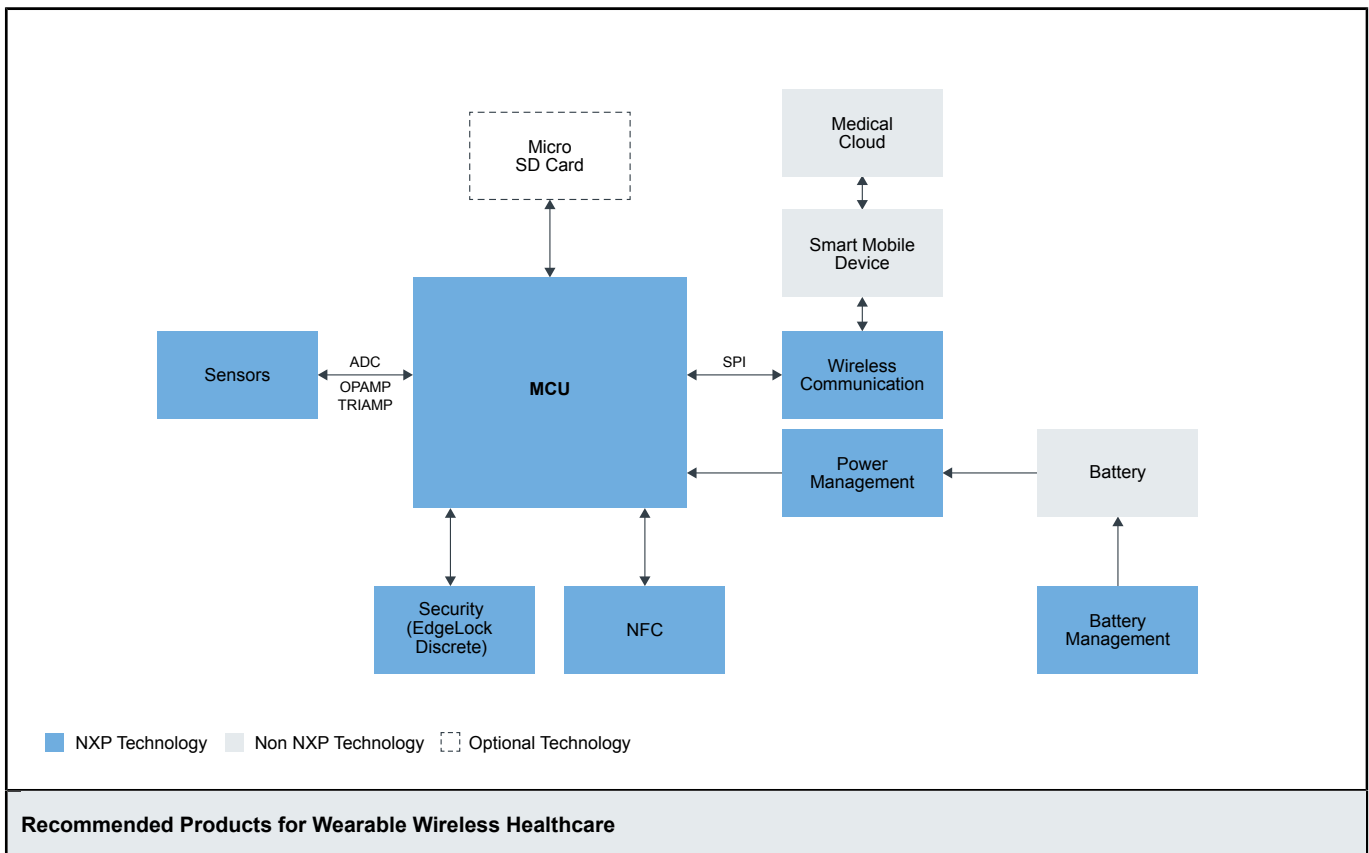 Medical
Cloud
Micro
SD Card
Smart Mobile
Device
Sensors
ADC
OPAMP
TRIAMP
MCU
SPI
Wireless
Communication
Power
Management
Battery
Security
(EdgeLock
Discrete)
NFC
Battery
Management
NXP Technology
Non NXP Technology
Optional Technology
Recommended Products for Wearable Wireless Healthcare